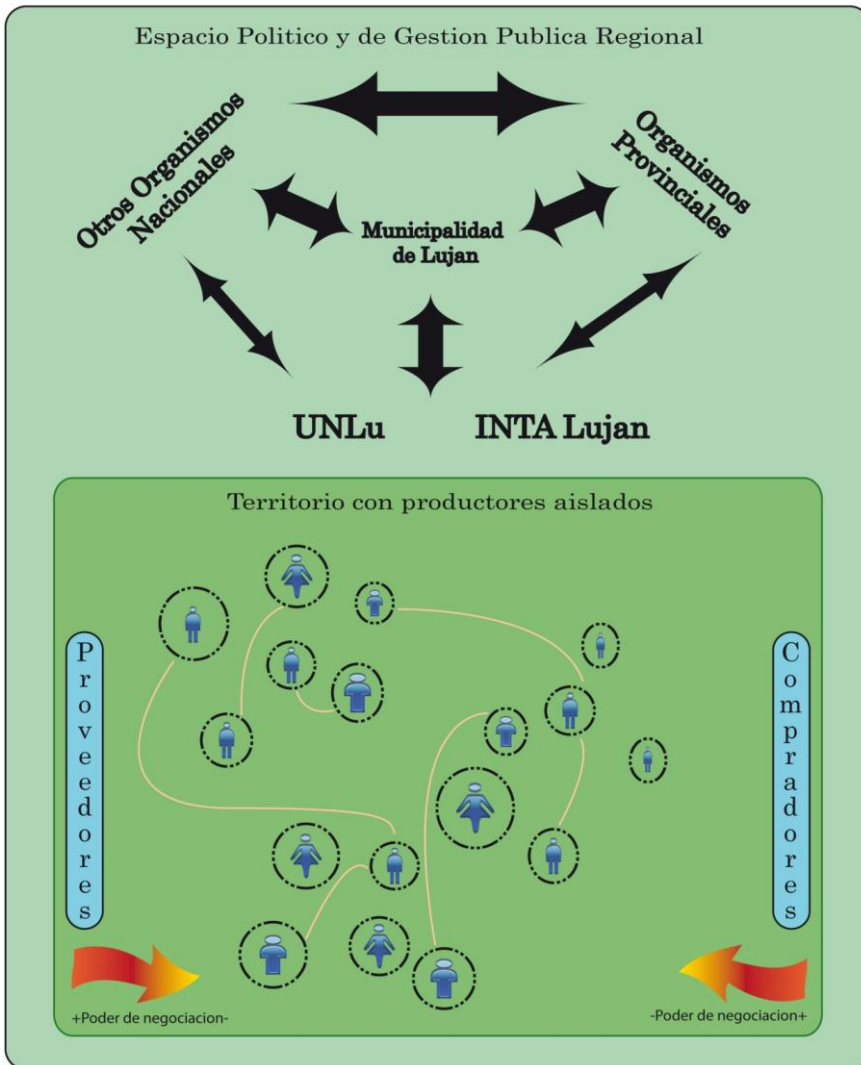 Espacio Politico y de Gestion Publica Regional
Otros Organismos
Nacionales
Organismos
Provinciales
Municipalidad
de Lujan
UNLu
INTA Lujan
Territorio con productores aislados
Proveedores
Compradores
+Poder de negociacion-
-Poder de negociacion+